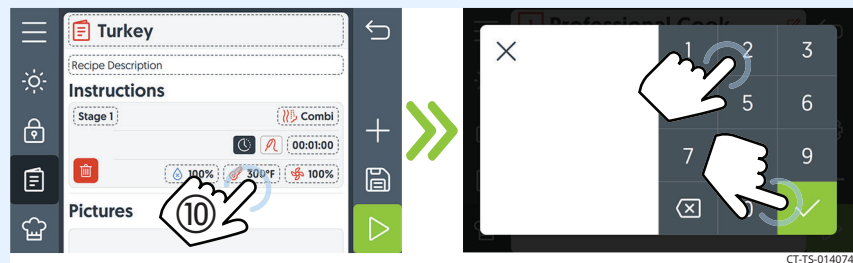 Turkey
Recipe Description
Instructions
Stage 1
Combi
00:01:00
100% 300°F 100%
Pictures
10
Professional Cook
1 2 3
5 6
7 9
0
CT-TS-014074